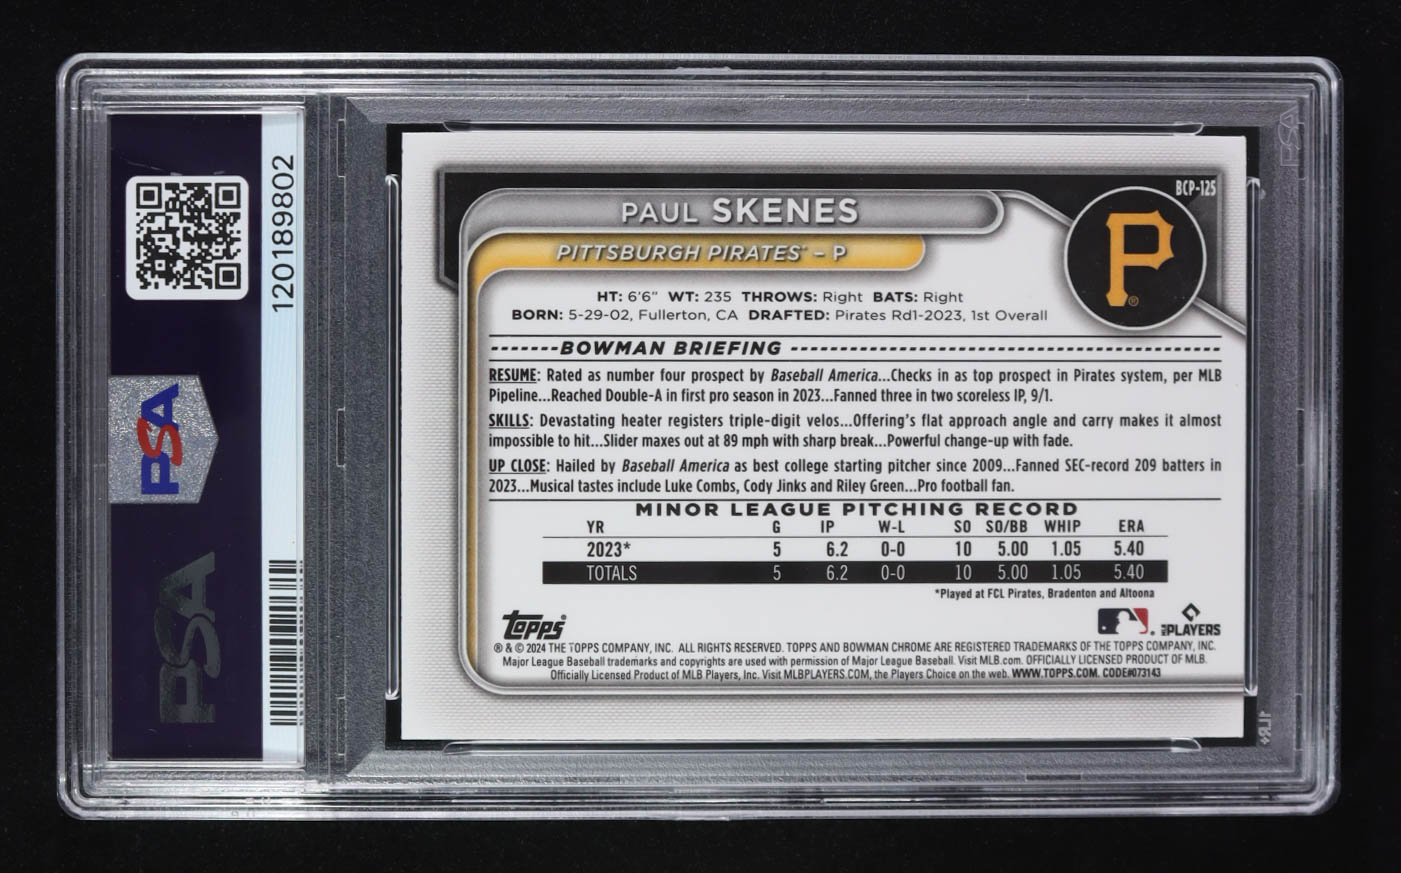 120189802
PSA
PSA
BCP-125
PAUL SKENES
PITTSBURGH PIRATES® – P
P®
HT: 6'6" WT: 235 THROWS: Right BATS: Right
BORN: 5-29-02, Fullerton, CA DRAFTED: Pirates Rd1-2023, 1st Overall
-------BOWMAN BRIEFING --------------------------------------------
RESUME: Rated as number four prospect by Baseball America...Checks in as top prospect in Pirates system, per MLB
Pipeline...Reached Double-A in first pro season in 2023...Fanned three in two scoreless IP, 9/1.
SKILLS: Devastating heater registers triple-digit velos...Offering's flat approach angle and carry makes it almost
impossible to hit...Slider maxes out at 89 mph with sharp break...Powerful change-up with fade.
UP CLOSE: Hailed by Baseball America as best college starting pitcher since 2009...Fanned SEC-record 209 batters in
2023...Musical tastes include Luke Combs, Cody Jinks and Riley Green...Pro football fan.
MINOR LEAGUE PITCHING RECORD
YR G IP W-L SO SO/BB WHIP ERA
2023* 5 6.2 0-0 10 5.00 1.05 5.40
TOTALS 5 6.2 0-0 10 5.00 1.05 5.40
*Played at FCL Pirates, Bradenton and Altoona
topps® MLB PLAYERS
® & © 2024 THE TOPPS COMPANY, INC. ALL RIGHTS RESERVED. TOPPS AND BOWMAN CHROME ARE REGISTERED TRADEMARKS OF THE TOPPS COMPANY, INC.
Major League Baseball trademarks and copyrights are used with permission of Major League Baseball. Visit MLB.com. OFFICIALLY LICENSED PRODUCT OF MLB.
Officially Licensed Product of MLB Players, Inc. Visit MLBPLAYERS.COM, the Players Choice on the web. WWW.TOPPS.COM. CODE#073143
PSA